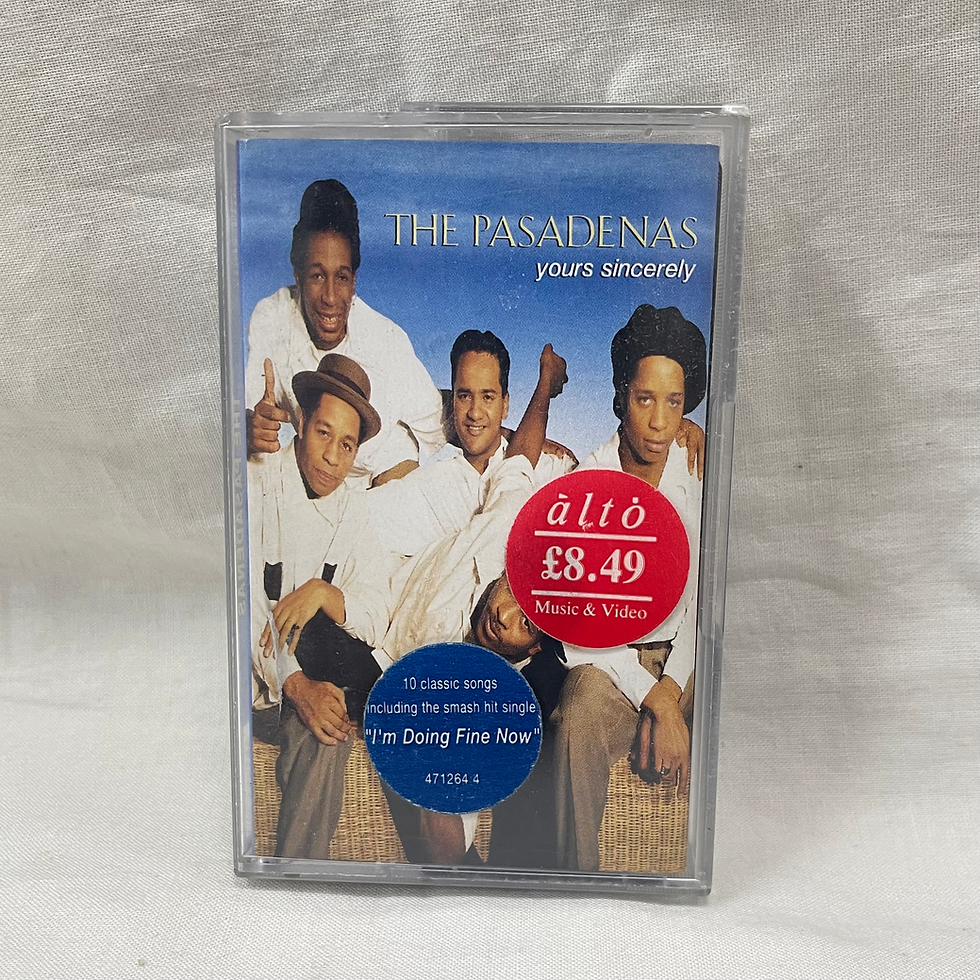 THE PASADENAS
yours sincerely
àltȯ
£8.49
Music & Video
10 classic songs
including the smash hit single
"I'm Doing Fine Now"
471264 4